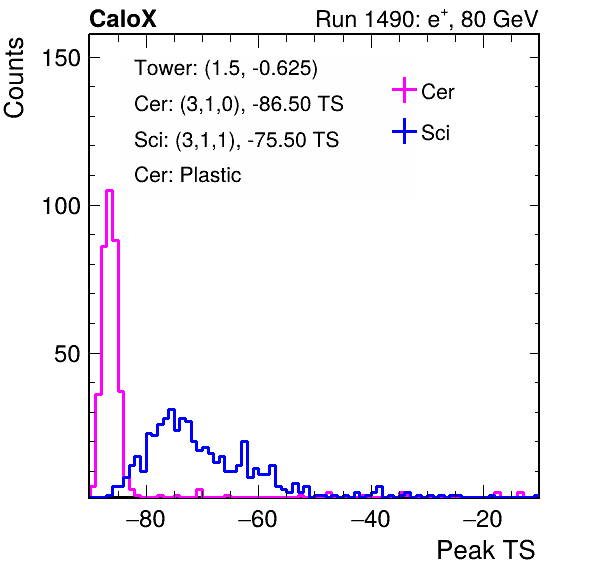 CaloX Run 1490: e⁺, 80 GeV
Counts
150
100
50
Tower: (1.5, -0.625)
Cer: (3,1,0), -86.50 TS
Sci: (3,1,1), -75.50 TS
Cer: Plastic
Cer
Sci
−80 −60 −40 −20
Peak TS